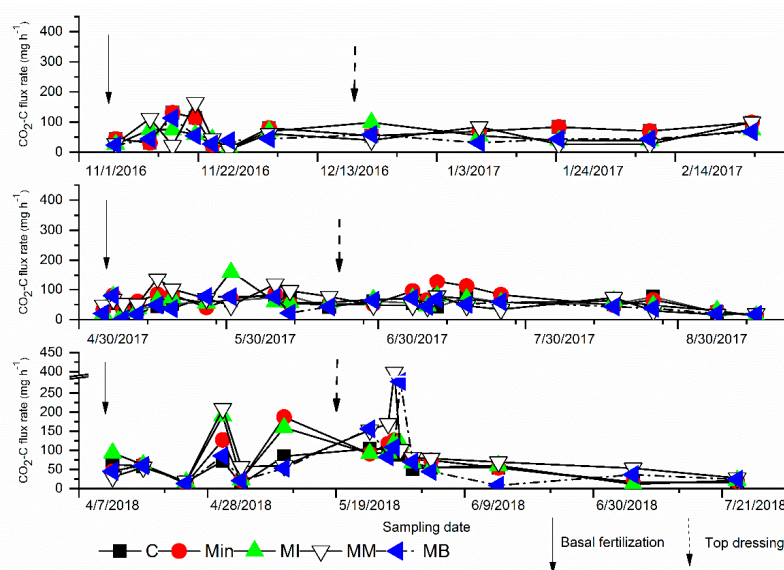 CO2-C flux rate (mg h-1)
400
300
200
100
0
11/1/2016 11/22/2016 12/13/2016 1/3/2017 1/24/2017 2/14/2017
CO2-C flux rate (mg h-1)
400
300
200
100
0
4/30/2017 5/30/2017 6/30/2017 7/30/2017 8/30/2017
CO2-C flux rate (mg h-1)
450
400
350
200
150
100
50
0
4/7/2018 4/28/2018 5/19/2018 6/9/2018 6/30/2018 7/21/2018
Sampling date
C Min MI MM MB Basal fertilization Top dressing